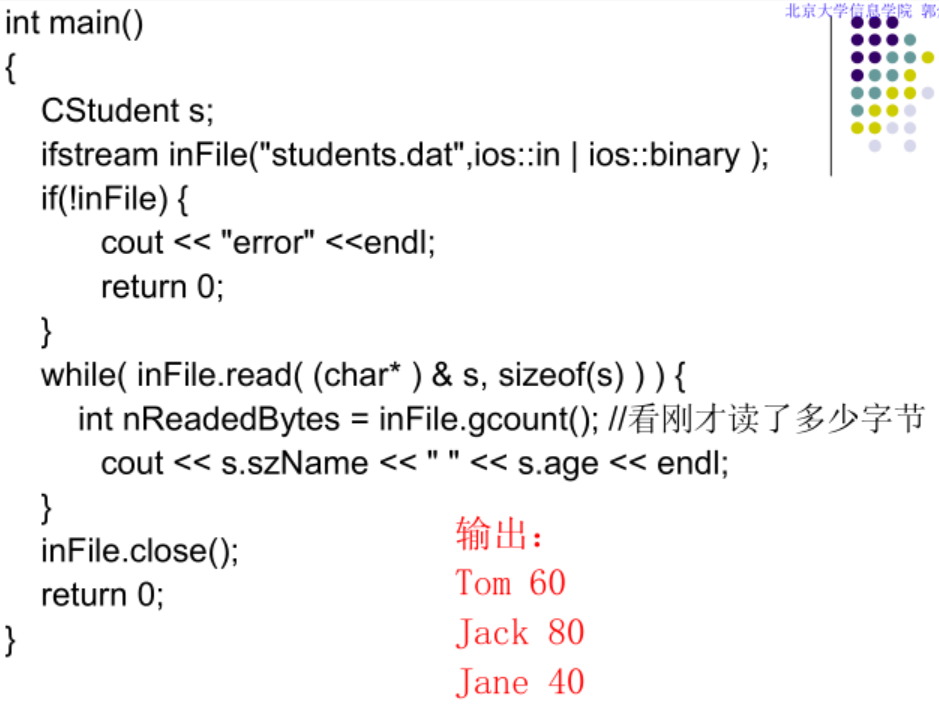 北京大学信息学院 郭
int main()
{
CStudent s;
ifstream inFile("students.dat",ios::in | ios::binary );
if(!inFile) {
cout << "error" <<endl;
return 0;
}
while( inFile.read( (char* ) & s, sizeof(s) ) ) {
int nReadedBytes = inFile.gcount(); //看刚才读了多少字节
cout << s.szName << " " << s.age << endl;
}
inFile.close();
return 0;
}
输出：
Tom 60
Jack 80
Jane 40